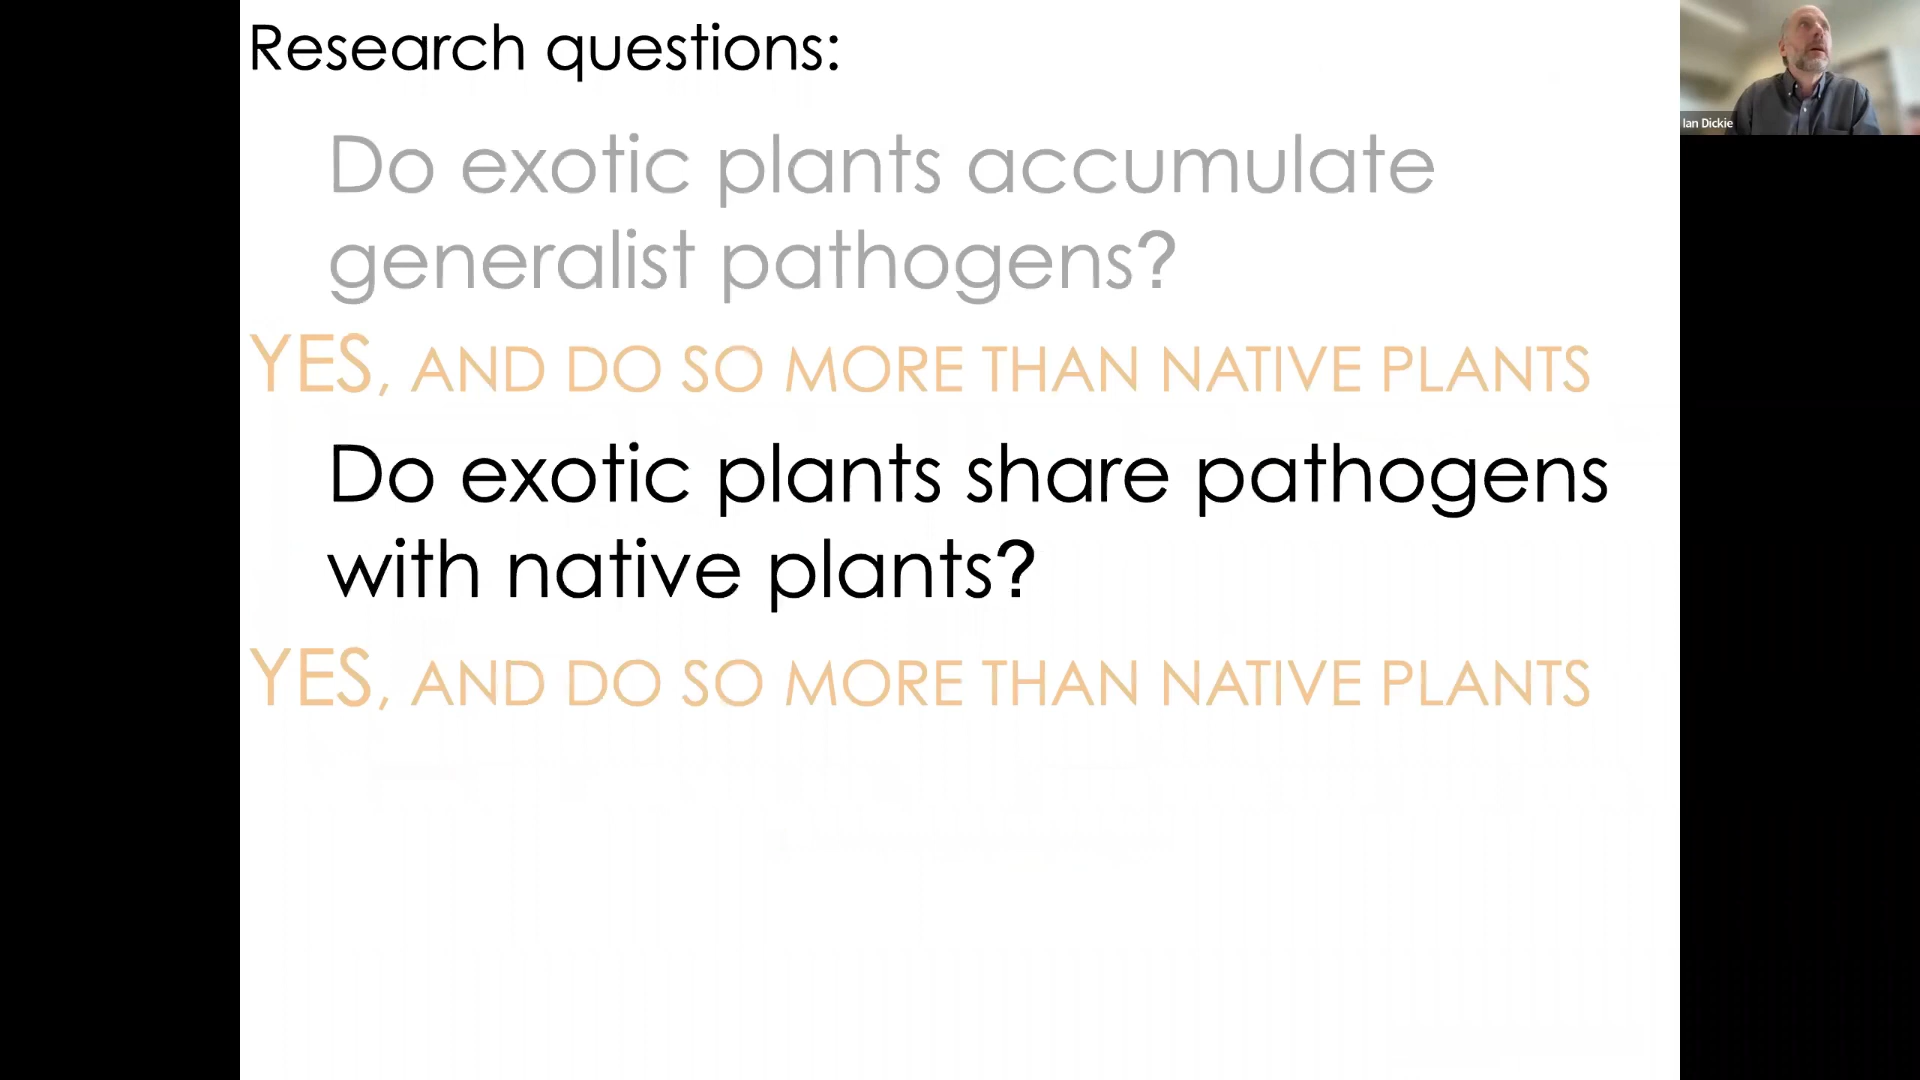 Research questions:
Ian Dickie
Do exotic plants accumulate
generalist pathogens?
YES, AND DO SO MORE THAN NATIVE PLANTS
Do exotic plants share pathogens
with native plants?
YES, AND DO SO MORE THAN NATIVE PLANTS